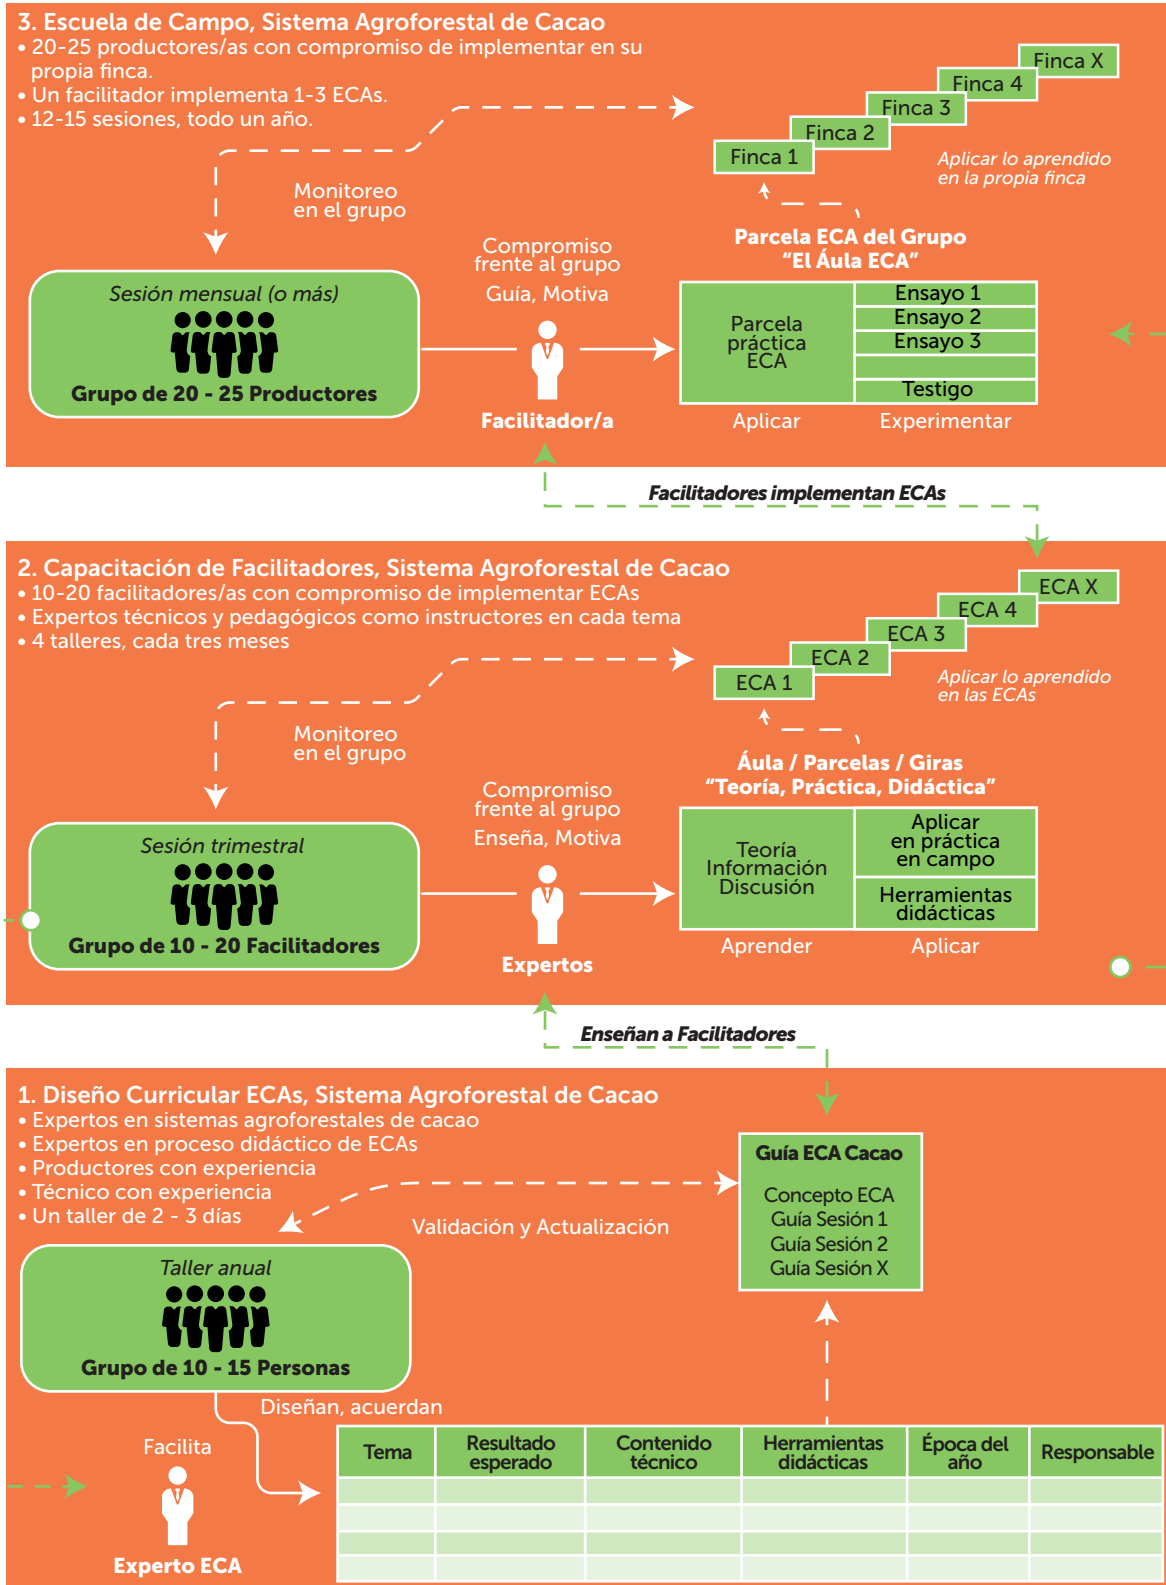 3. Escuela de Campo, Sistema Agroforestal de Cacao
• 20-25 productores/as con compromiso de implementar en su
propia finca.
• Un facilitador implementa 1-3 ECAs.
• 12-15 sesiones, todo un año.
Finca X
Finca 4
Finca 3
Finca 2
Finca 1
Aplicar lo aprendido
en la propia finca
Monitoreo
en el grupo
Parcela ECA del Grupo
“El Áula ECA”
Compromiso
frente al grupo
Guía, Motiva
Sesión mensual (o más)
Grupo de 20 - 25 Productores
Facilitador/a
Parcela
práctica
ECA
Ensayo 1
Ensayo 2
Ensayo 3
Testigo
Aplicar
Experimentar
Facilitadores implementan ECAs
2. Capacitación de Facilitadores, Sistema Agroforestal de Cacao
• 10-20 facilitadores/as con compromiso de implementar ECAs
• Expertos técnicos y pedagógicos como instructores en cada tema
• 4 talleres, cada tres meses
ECA X
ECA 4
ECA 3
ECA 2
ECA 1
Aplicar lo aprendido
en las ECAs
Monitoreo
en el grupo
Áula / Parcelas / Giras
“Teoría, Práctica, Didáctica”
Compromiso
frente al grupo
Enseña, Motiva
Sesión trimestral
Grupo de 10 - 20 Facilitadores
Expertos
Teoría
Información
Discusión
Aplicar
en práctica
en campo
Herramientas
didácticas
Aprender
Aplicar
Enseñan a Facilitadores
1. Diseño Curricular ECAs, Sistema Agroforestal de Cacao
• Expertos en sistemas agroforestales de cacao
• Expertos en proceso didáctico de ECAs
• Productores con experiencia
• Técnico con experiencia
• Un taller de 2 - 3 días
Guía ECA Cacao
Concepto ECA
Guía Sesión 1
Guía Sesión 2
Guía Sesión X
Validación y Actualización
Taller anual
Grupo de 10 - 15 Personas
Diseñan, acuerdan
Facilita
Experto ECA
Tema
Resultado
esperado
Contenido
técnico
Herramientas
didácticas
Época del
año
Responsable